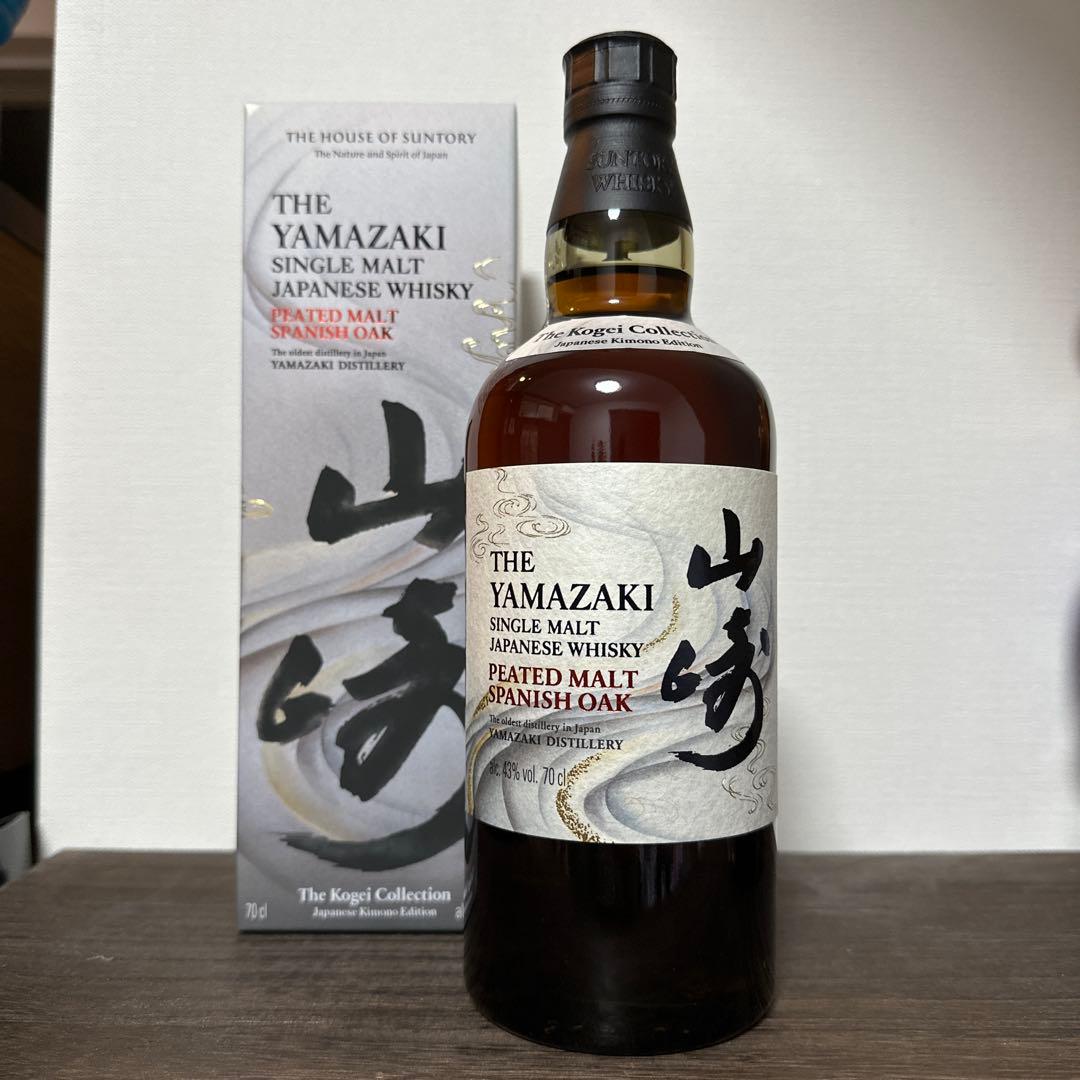 THE HOUSE OF SUNTORY
The Nature and Spirit of Japan
THE
YAMAZAKI
SINGLE MALT
JAPANESE WHISKY
PEATED MALT
SPANISH OAK
The oldest distillery in Japan
YAMAZAKI DISTILLERY
山崎
The Kogei Collection
Japanese Kimono Edition
70 cl
SUNTORY
WHISKY
The Kogei Collection
Japanese Kimono Edition
THE
YAMAZAKI
SINGLE MALT
JAPANESE WHISKY
PEATED MALT
SPANISH OAK
The oldest distillery in Japan
YAMAZAKI DISTILLERY
alc. 43% vol. 70 cl
山崎